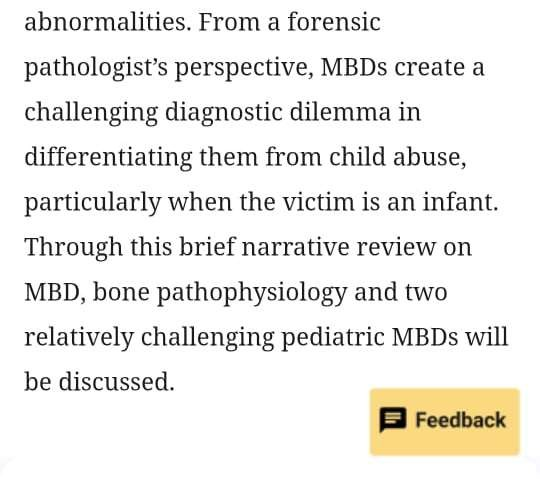 abnormalities. From a forensic
pathologist’s perspective, MBDs create a
challenging diagnostic dilemma in
differentiating them from child abuse,
particularly when the victim is an infant.
Through this brief narrative review on
MBD, bone pathophysiology and two
relatively challenging pediatric MBDs will
be discussed.
Feedback